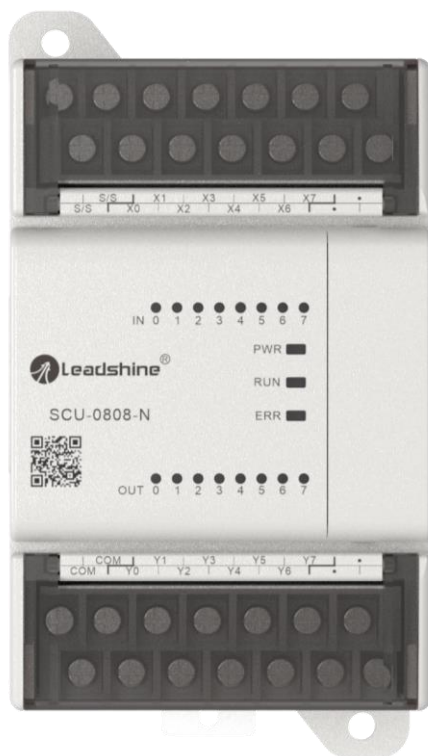 S/S X1 X3 X5 X7 •
S/S X0 X2 X4 X6 •
IN 0 1 2 3 4 5 6 7
PWR
Leadshine®
RUN
SCU-0808-N
ERR
OUT 0 1 2 3 4 5 6 7
COM Y1 Y3 Y5 Y7 •
COM Y0 Y2 Y4 Y6 •